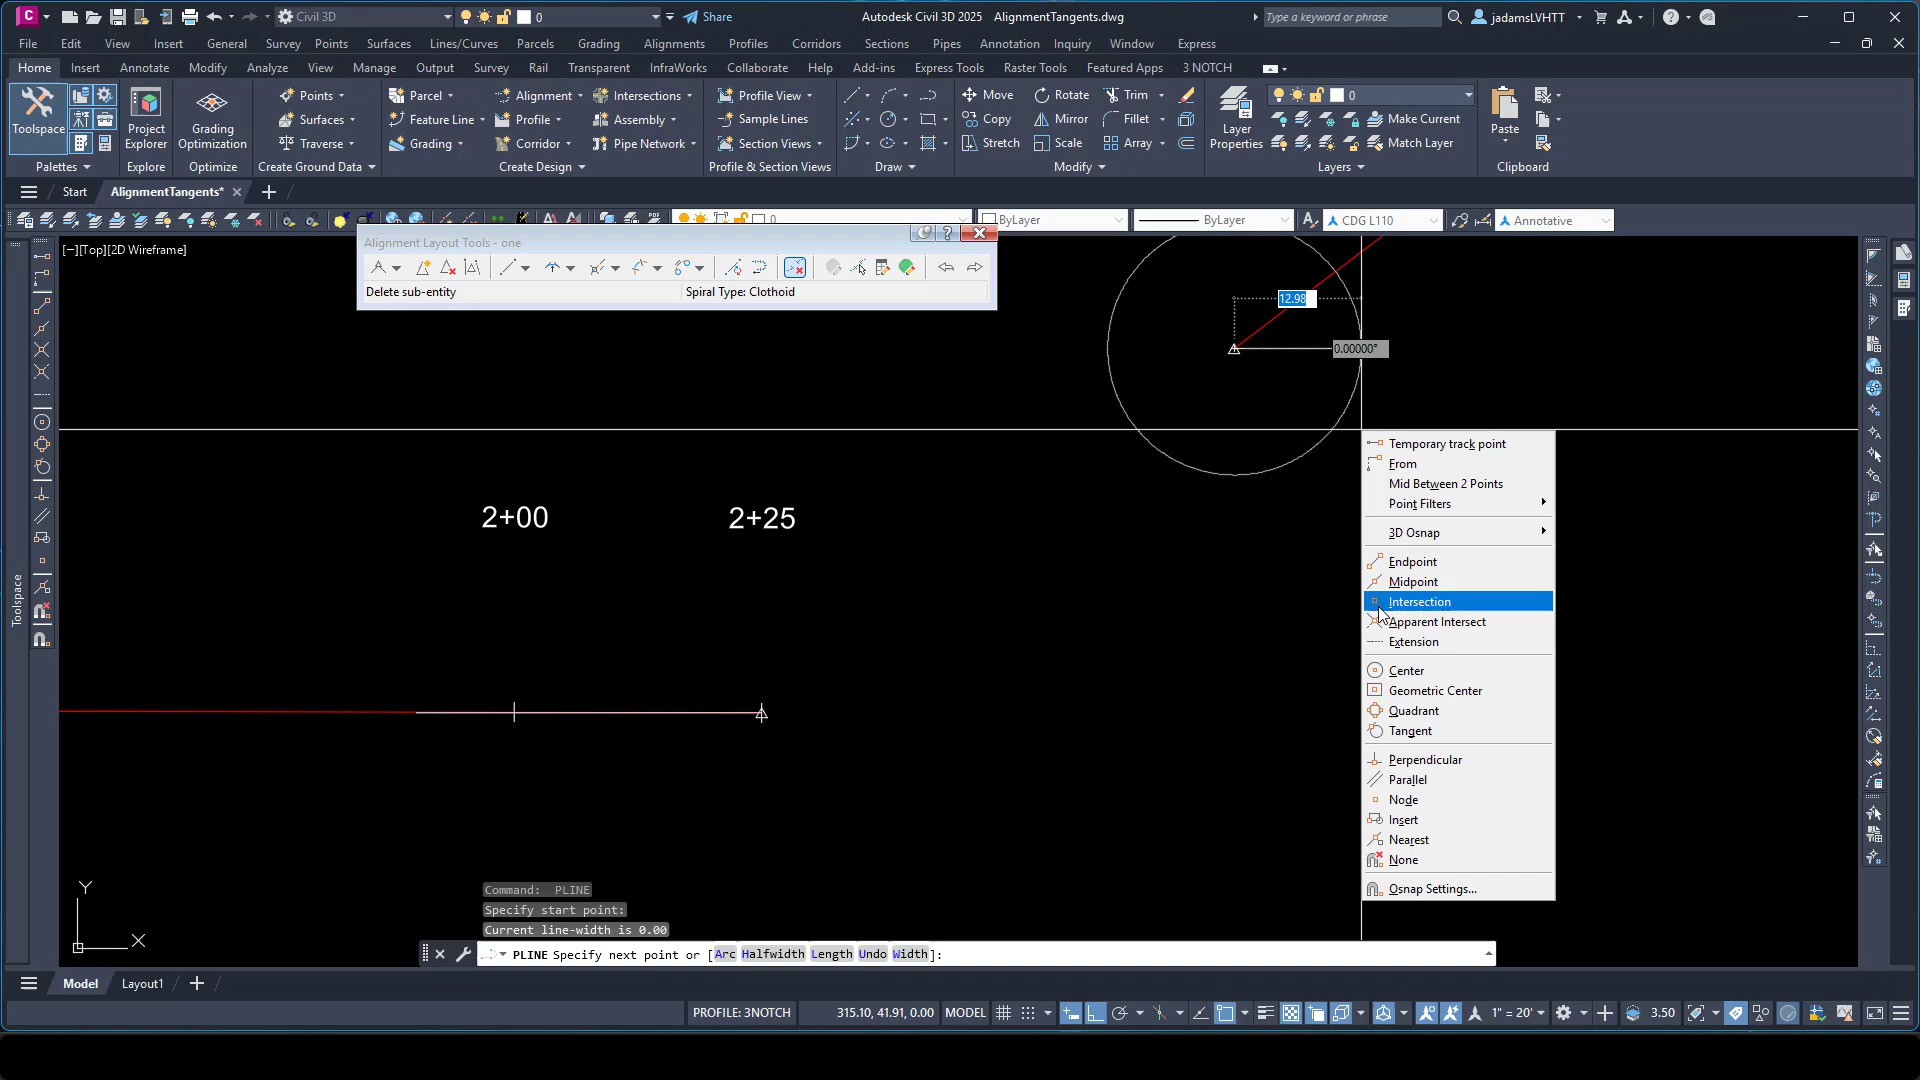 C
Civil 3D
0
Share
Autodesk Civil 3D 2025 AlignmentTangents.dwg
Type a keyword or phrase
jadamsLVHTT
File Edit View Insert General Survey Points Surfaces Lines/Curves Parcels Grading Alignments Profiles Corridors Sections Pipes Annotation Inquiry Window Express
Home Insert Annotate Modify Analyze View Manage Output Survey Rail Transparent InfraWorks Collaborate Help Add-ins Express Tools Raster Tools Featured Apps 3 NOTCH
Points Parcel Alignment Intersections Profile View Move Rotate Trim 0
Toolspace Project Explorer Grading Optimization Surfaces Feature Line Profile Assembly Sample Lines Copy Mirror Fillet Layer Properties Make Current Paste
Traverse Grading Corridor Pipe Network Section Views Stretch Scale Array Match Layer
Palettes Explore Optimize Create Ground Data Create Design Profile & Section Views Draw Modify Layers Clipboard
Start AlignmentTangents*
0 ByLayer ByLayer CDG L110 Annotative
[−][Top][2D Wireframe]
Alignment Layout Tools - one
Delete sub-entity Spiral Type: Clothoid
12.98
0.00000°
2+00 2+25
Temporary track point
From
Mid Between 2 Points
Point Filters
3D Osnap
Endpoint
Midpoint
Intersection
Apparent Intersect
Extension
Center
Geometric Center
Quadrant
Tangent
Perpendicular
Parallel
Node
Insert
Nearest
None
Osnap Settings...
Toolspace
Y
X
Command: PLINE
Specify start point:
Current line-width is 0.00
PLINE Specify next point or [Arc Halfwidth Length Undo Width]:
Model Layout1
PROFILE: 3NOTCH 315.10, 41.91, 0.00 MODEL 1" = 20' 3.50